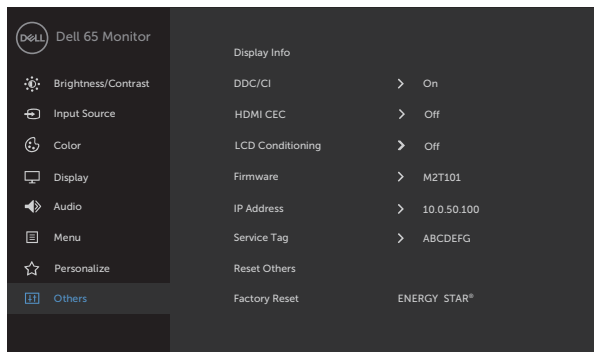 DELL Dell 65 Monitor
Display Info
Brightness/Contrast DDC/CI On
Input Source HDMI CEC Off
Color LCD Conditioning Off
Display Firmware M2T101
Audio IP Address 10.0.50.100
Menu Service Tag ABCDEFG
Personalize Reset Others
Others Factory Reset ENERGY STAR®